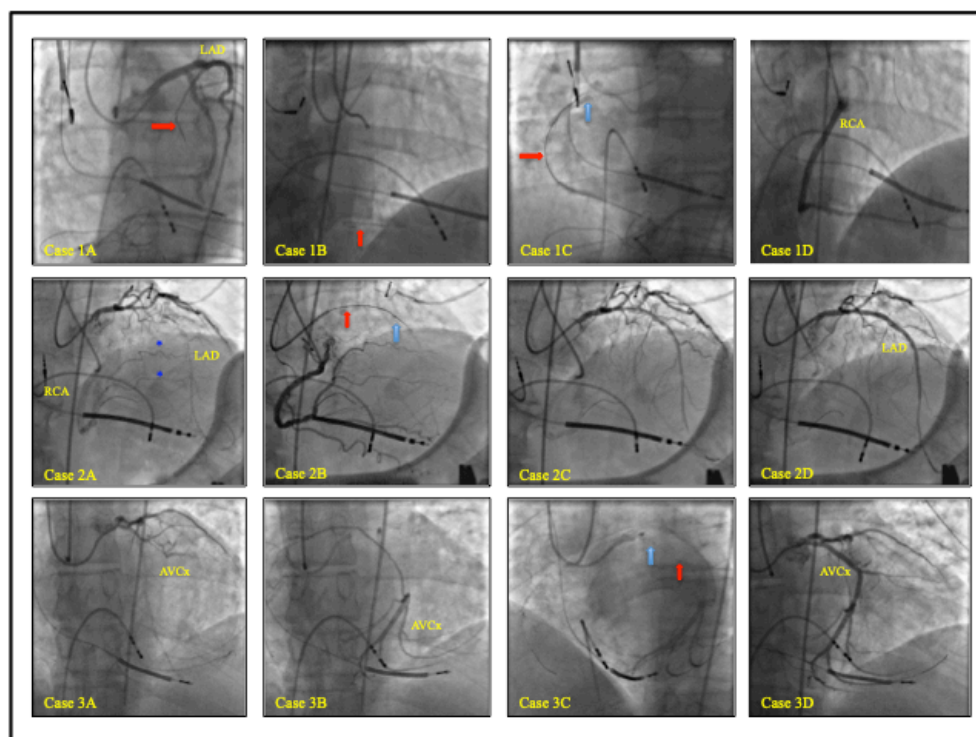 LAD
Case 1A
Case 1B
Case 1C
RCA
Case 1D
RCA
LAD
Case 2A
Case 2B
Case 2C
LAD
Case 2D
AVCx
Case 3A
AVCx
Case 3B
Case 3C
AVCx
Case 3D